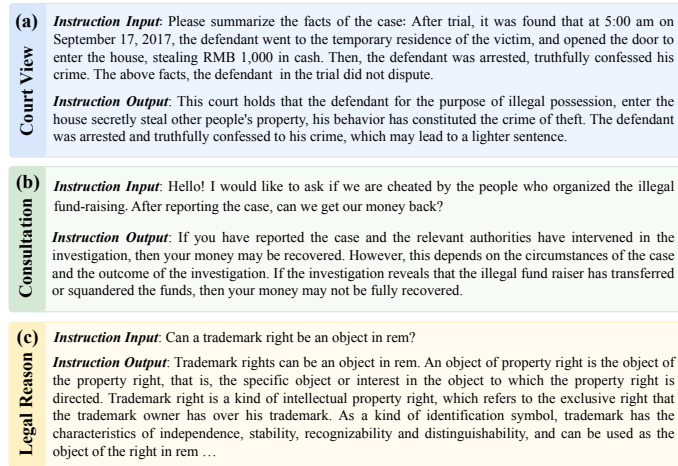 (a)
Court View
Instruction Input: Please summarize the facts of the case: After trial, it was found that at 5:00 am on
September 17, 2017, the defendant went to the temporary residence of the victim, and opened the door to
enter the house, stealing RMB 1,000 in cash. Then, the defendant was arrested, truthfully confessed his
crime. The above facts, the defendant in the trial did not dispute.
Instruction Output: This court holds that the defendant for the purpose of illegal possession, enter the
house secretly steal other people's property, his behavior has constituted the crime of theft. The defendant
was arrested and truthfully confessed to his crime, which may lead to a lighter sentence.
(b)
Consultation
Instruction Input: Hello! I would like to ask if we are cheated by the people who organized the illegal
fund-raising. After reporting the case, can we get our money back?
Instruction Output: If you have reported the case and the relevant authorities have intervened in the
investigation, then your money may be recovered. However, this depends on the circumstances of the case
and the outcome of the investigation. If the investigation reveals that the illegal fund raiser has transferred
or squandered the funds, then your money may not be fully recovered.
(c)
Legal Reason
Instruction Input: Can a trademark right be an object in rem?
Instruction Output: Trademark rights can be an object in rem. An object of property right is the object of
the property right, that is, the specific object or interest in the object to which the property right is
directed. Trademark right is a kind of intellectual property right, which refers to the exclusive right that
the trademark owner has over his trademark. As a kind of identification symbol, trademark has the
characteristics of independence, stability, recognizability and distinguishability, and can be used as the
object of the right in rem …